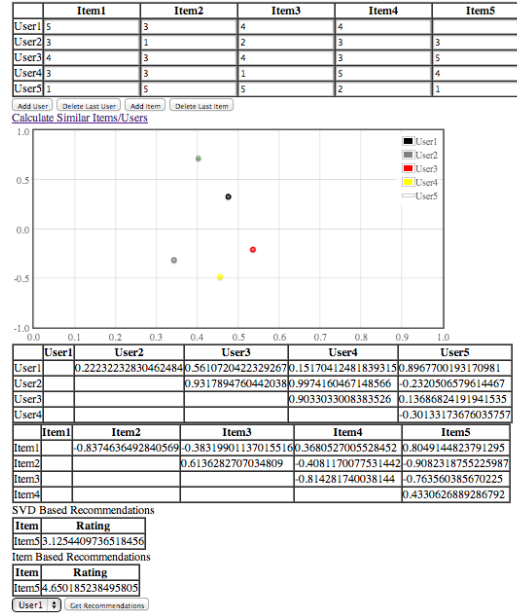 Item1 Item2 Item3 Item4 Item5
User1 5 3 4 4
User2 3 1 2 3 3
User3 4 3 4 3 5
User4 3 3 1 5 4
User5 1 5 5 2 1
Add User Delete Last User Add Item Delete Last Item
Calculate Similar Items/Users
1.0
0.5
0.0
-0.5
-1.0
User1
User2
User3
User4
User5
0.0 0.1 0.2 0.3 0.4 0.5 0.6 0.7 0.8 0.9 1.0
User1 User2 User3 User4 User5
User1 0.22232232830462484 0.5610720422329267 0.15170412481839315 0.8967700193170981
User2 0.9317894760442038 0.9974160467148566 -0.2320506579614467
User3 0.9033033008383526 0.13686824191941535
User4 -0.30133173676035757
Item1 Item2 Item3 Item4 Item5
Item1 -0.8374636492840569 -0.38319901137015516 0.3680527005528452 0.8049144823791295
Item2 0.6136282707034809 -0.4081170077531442 -0.9082318755225987
Item3 -0.814281740038144 -0.763560385670225
Item4 0.4330626889286792
SVD Based Recommendations
Item Rating
Item5 3.1254409736518456
Item Based Recommendations
Item Rating
Item5 4.650185238495805
User1 Get Recommendations